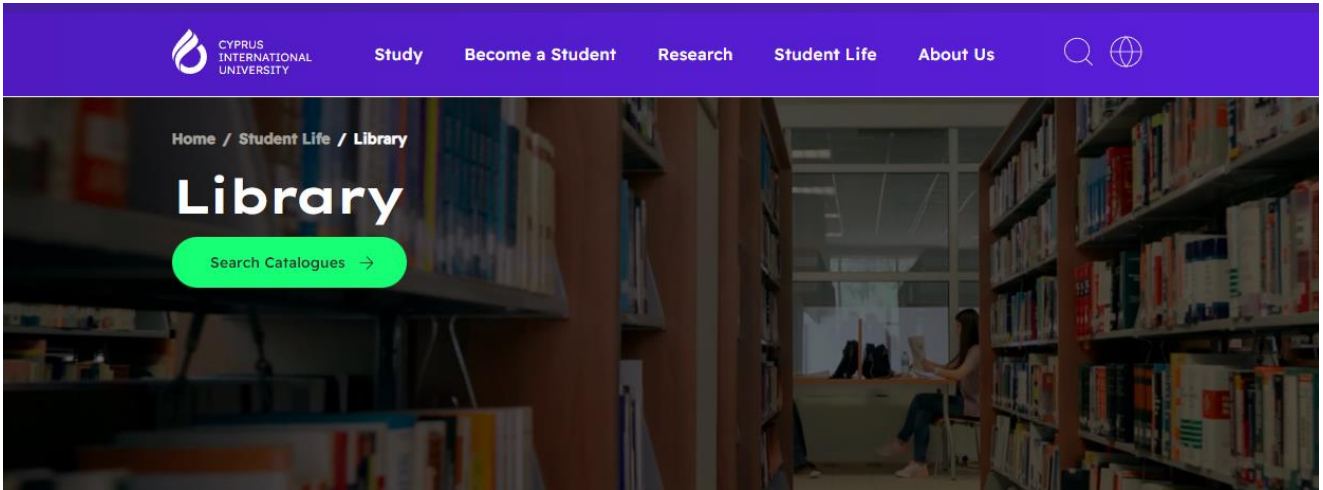 CYPRUS
INTERNATIONAL
UNIVERSITY
Study Become a Student Research Student Life About Us
Home / Student Life / Library
Library
Search Catalogues →